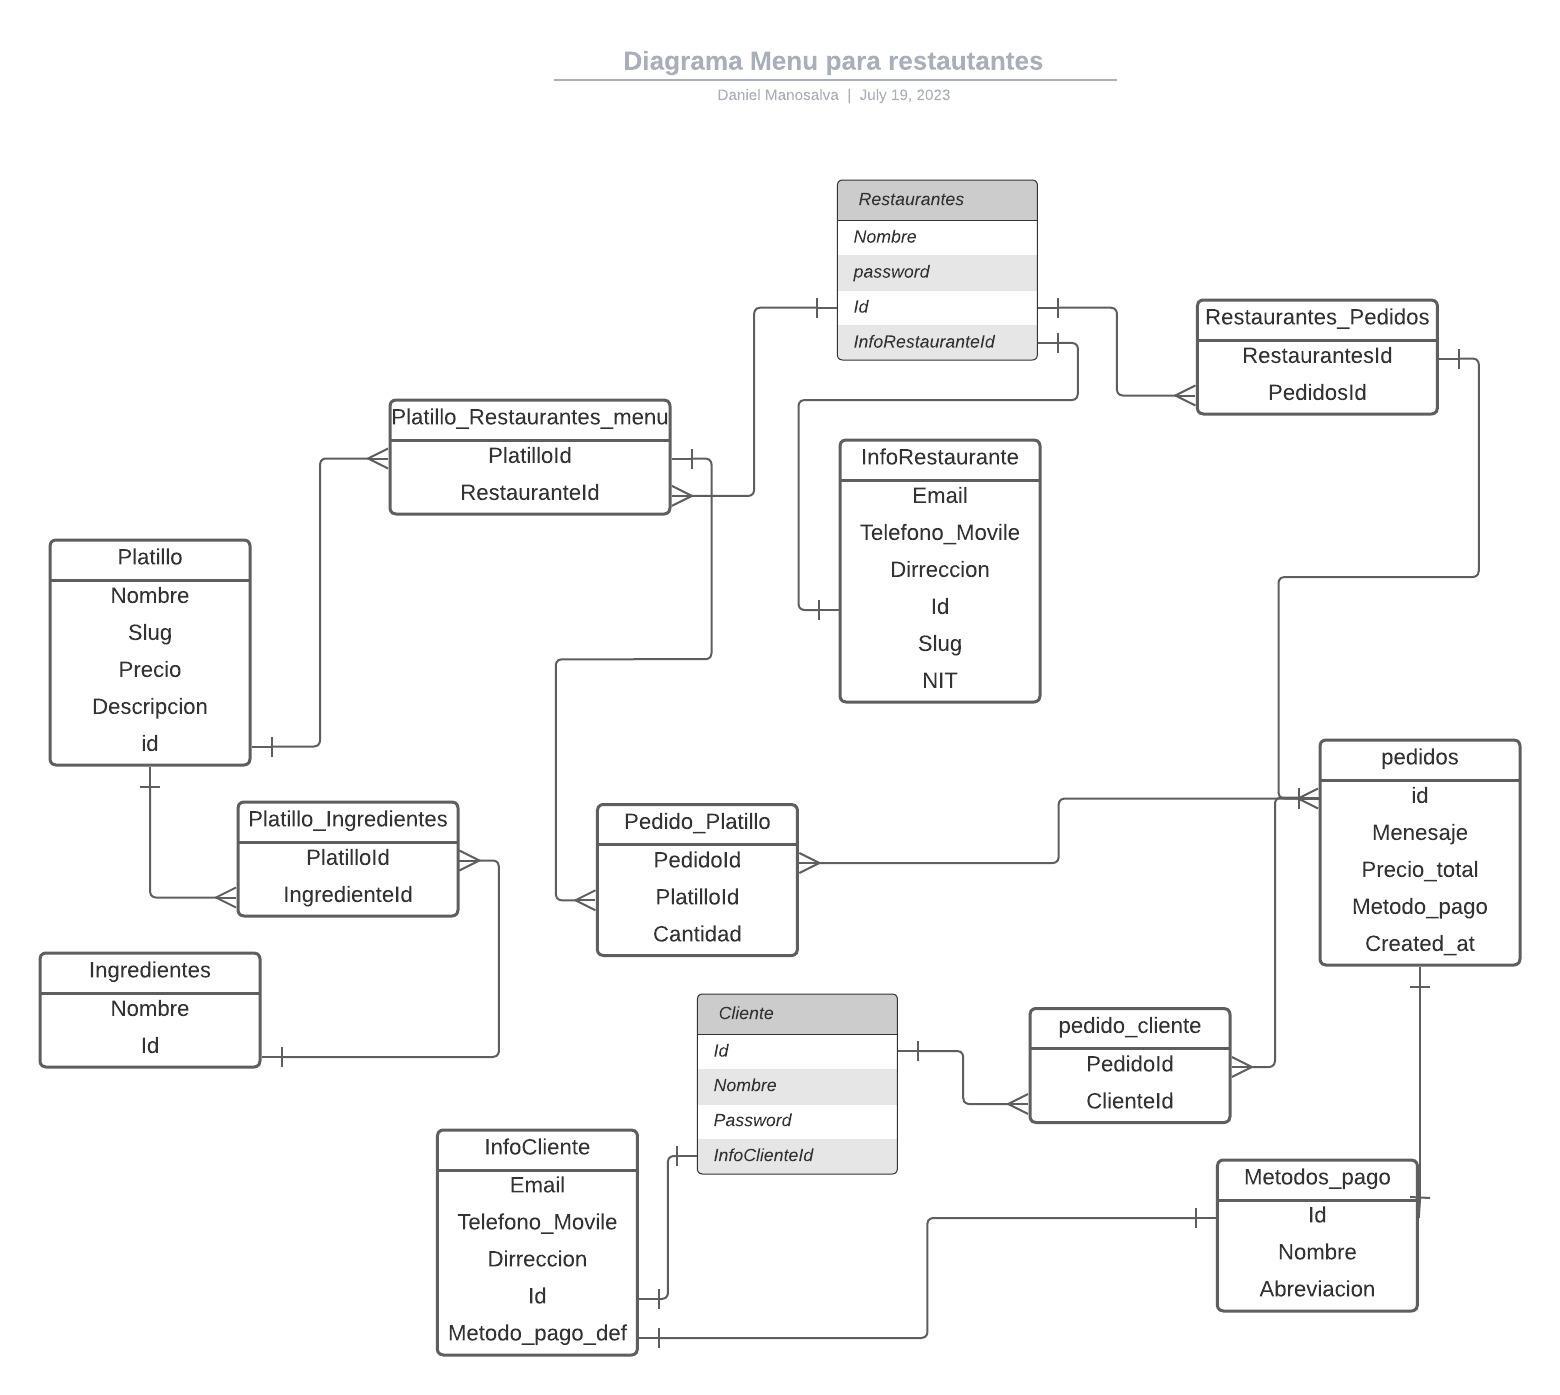 Diagrama Menu para restautantes
Daniel Manosalva | July 19, 2023
Restaurantes
Nombre
password
Id
InfoRestauranteId
Restaurantes_Pedidos
RestaurantesId
PedidosId
Platillo_Restaurantes_menu
PlatilloId
RestauranteId
InfoRestaurante
Email
Telefono_Movile
Dirreccion
Id
Slug
NIT
Platillo
Nombre
Slug
Precio
Descripcion
id
pedidos
id
Menesaje
Precio_total
Metodo_pago
Created_at
Platillo_Ingredientes
PlatilloId
IngredienteId
Pedido_Platillo
PedidoId
PlatilloId
Cantidad
Ingredientes
Nombre
Id
Cliente
Id
Nombre
Password
InfoClienteId
pedido_cliente
PedidoId
ClienteId
InfoCliente
Email
Telefono_Movile
Dirreccion
Id
Metodo_pago_def
Metodos_pago
Id
Nombre
Abreviacion